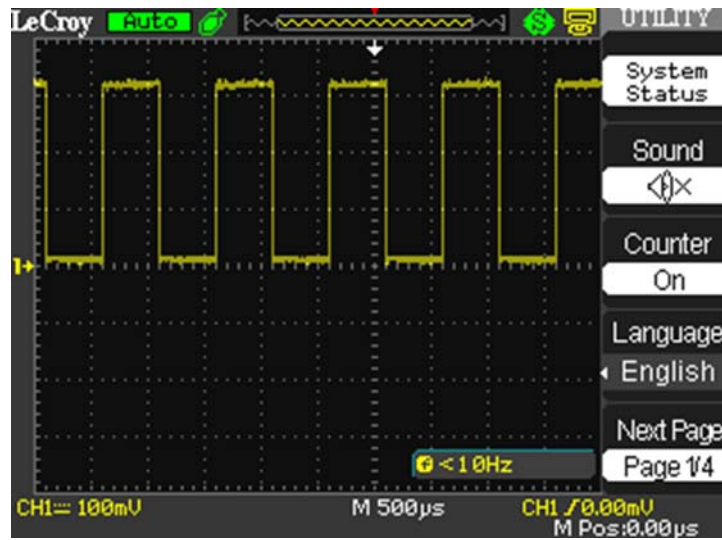 LeCroy Auto S UTILITY
System
Status
Sound
Counter
On
1
Language
English
Next Page
Page 1/4
f <10Hz
CH1 100mV M 500µs CH1 0.00mV
M Pos:0.00µs